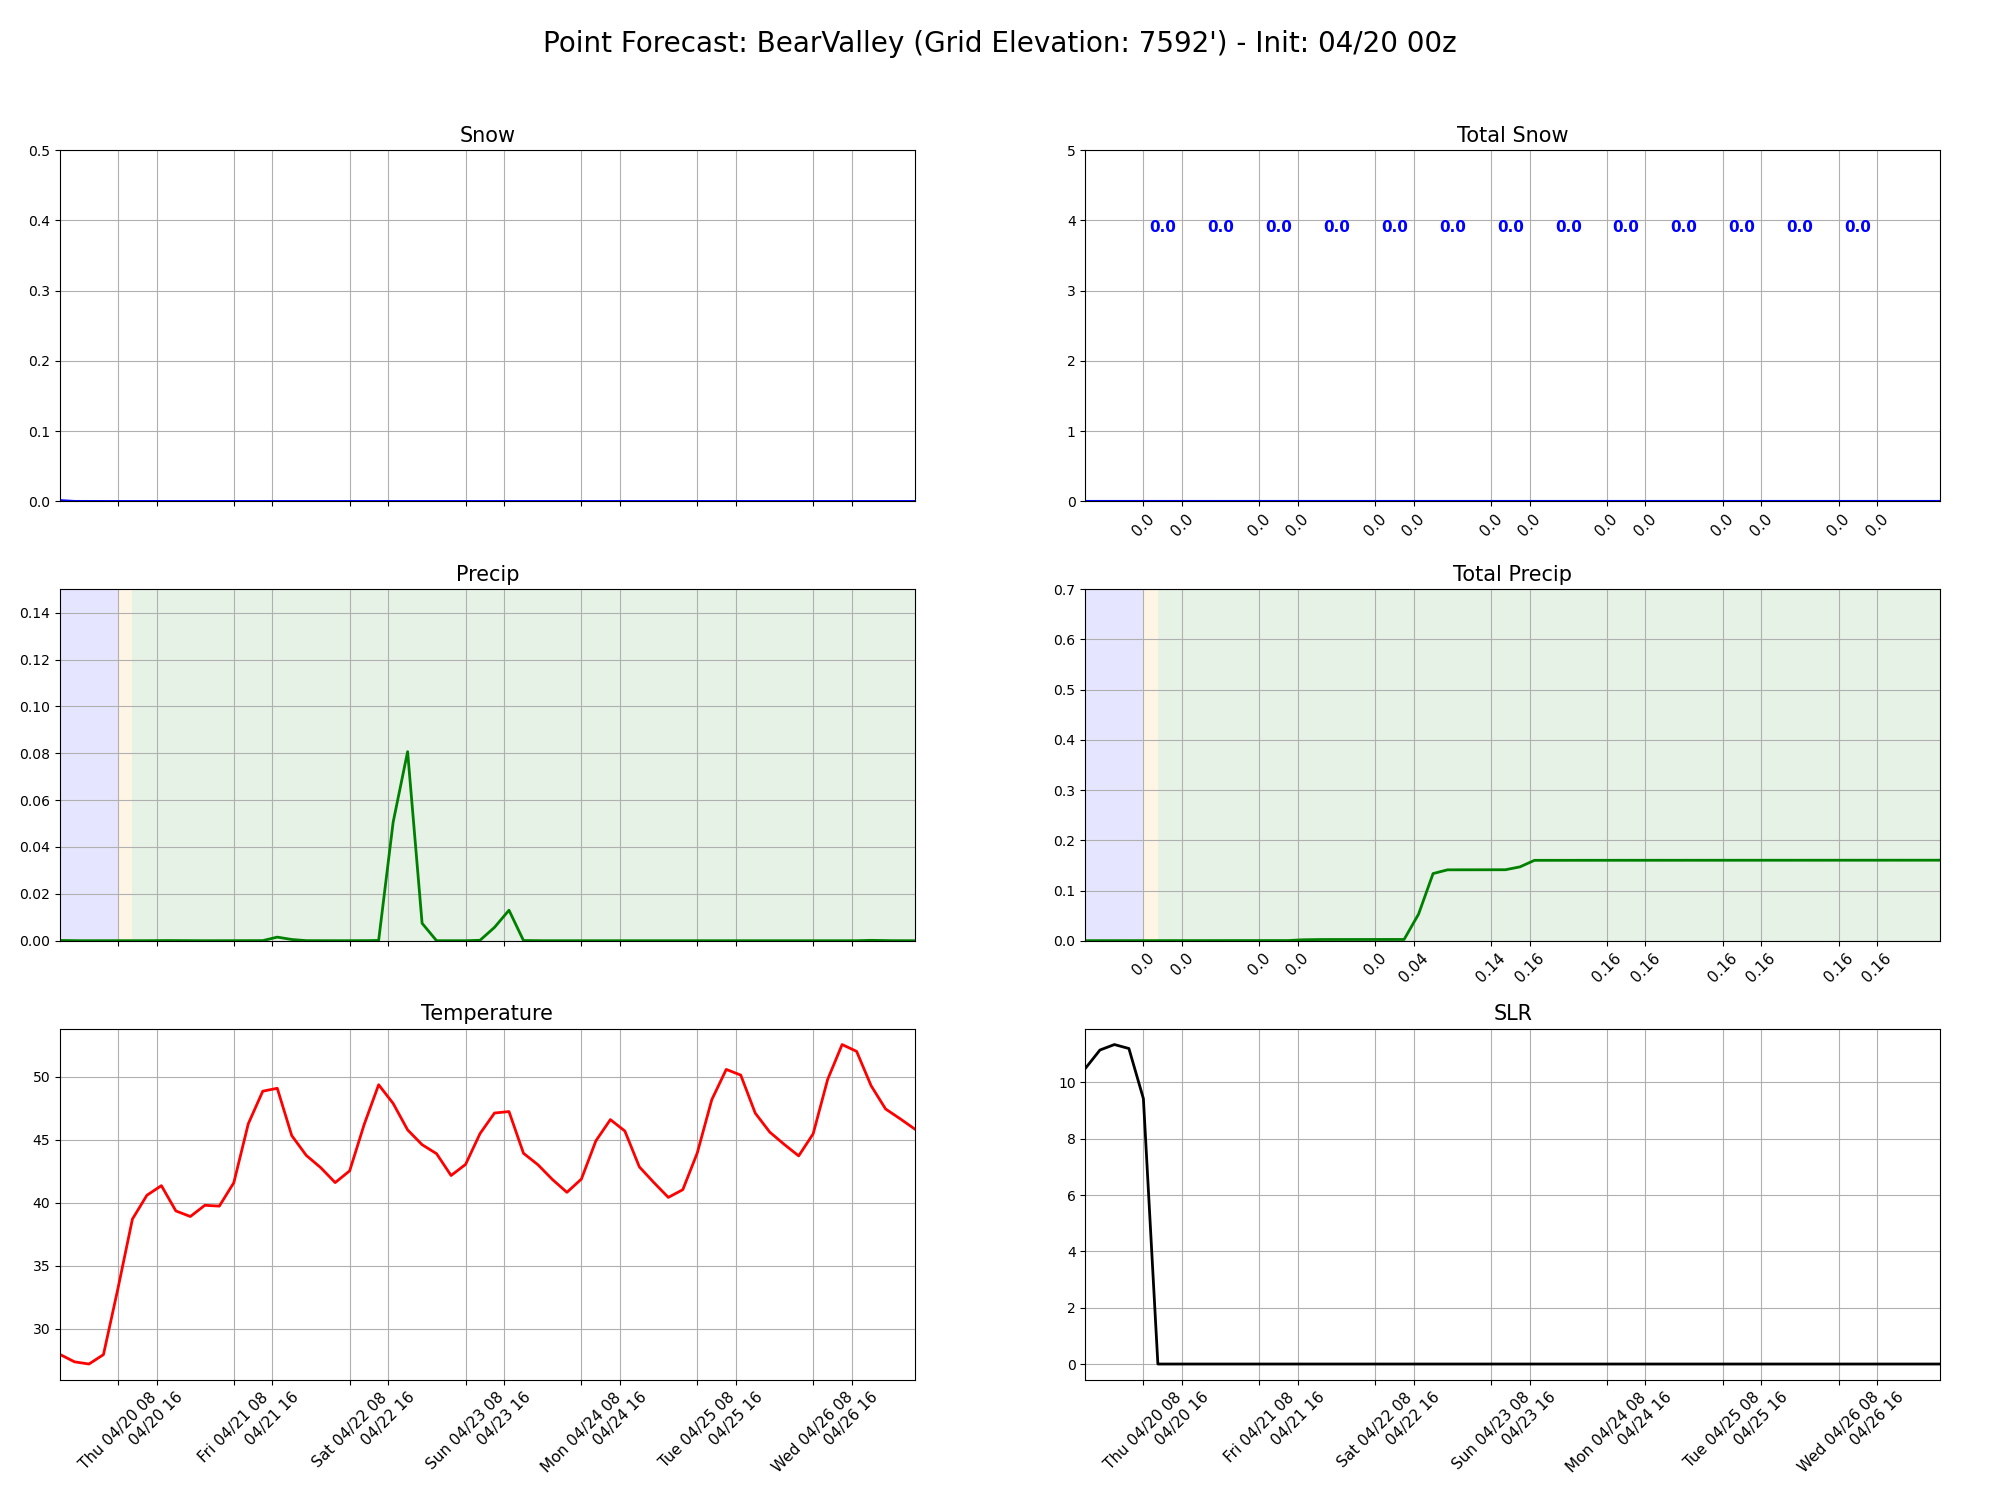 Point Forecast: BearValley (Grid Elevation: 7592') - Init: 04/20 00z
Snow
0.5
0.4
0.3
0.2
0.1
0.0
Total Snow
5
4
3
2
1
0
0.0 0.0 0.0 0.0 0.0 0.0 0.0 0.0 0.0 0.0 0.0 0.0 0.0
0.0 0.0 0.0 0.0 0.0 0.0 0.0 0.0 0.0 0.0 0.0 0.0 0.0 0.0
Precip
0.14
0.12
0.10
0.08
0.06
0.04
0.02
0.00
Total Precip
0.7
0.6
0.5
0.4
0.3
0.2
0.1
0.0
0.0 0.0 0.0 0.0 0.0 0.04 0.14 0.16 0.16 0.16 0.16 0.16 0.16 0.16
Temperature
50
45
40
35
30
Thu 04/20 08
04/20 16
Fri 04/21 08
04/21 16
Sat 04/22 08
04/22 16
Sun 04/23 08
04/23 16
Mon 04/24 08
04/24 16
Tue 04/25 08
04/25 16
Wed 04/26 08
04/26 16
SLR
10
8
6
4
2
0
Thu 04/20 08
04/20 16
Fri 04/21 08
04/21 16
Sat 04/22 08
04/22 16
Sun 04/23 08
04/23 16
Mon 04/24 08
04/24 16
Tue 04/25 08
04/25 16
Wed 04/26 08
04/26 16